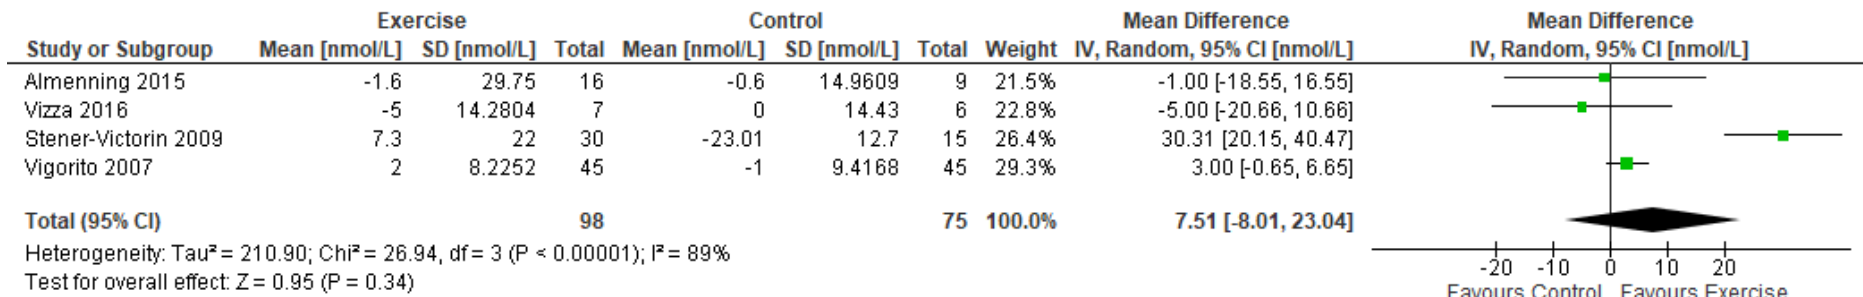 Exercise Control Mean Difference Mean Difference
Study or Subgroup Mean [nmol/L] SD [nmol/L] Total Mean [nmol/L] SD [nmol/L] Total Weight IV, Random, 95% CI [nmol/L] IV, Random, 95% CI [nmol/L]
Almenning 2015 -1.6 29.75 16 -0.6 14.9609 9 21.5% -1.00 [-18.55, 16.55]
Vizza 2016 -5 14.2804 7 0 14.43 6 22.8% -5.00 [-20.66, 10.66]
Stener-Victorin 2009 7.3 22 30 -23.01 12.7 15 26.4% 30.31 [20.15, 40.47]
Vigorito 2007 2 8.2252 45 -1 9.4168 45 29.3% 3.00 [-0.65, 6.65]
Total (95% CI) 98 75 100.0% 7.51 [-8.01, 23.04]
Heterogeneity: Tau² = 210.90; Chi² = 26.94, df = 3 (P < 0.00001); I² = 89%
Test for overall effect: Z = 0.95 (P = 0.34)
-20 -10 0 10 20
Favours Control Favours Exercise